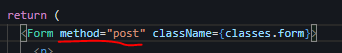 return (
<Form method="post" className={classes.form}>
<p>